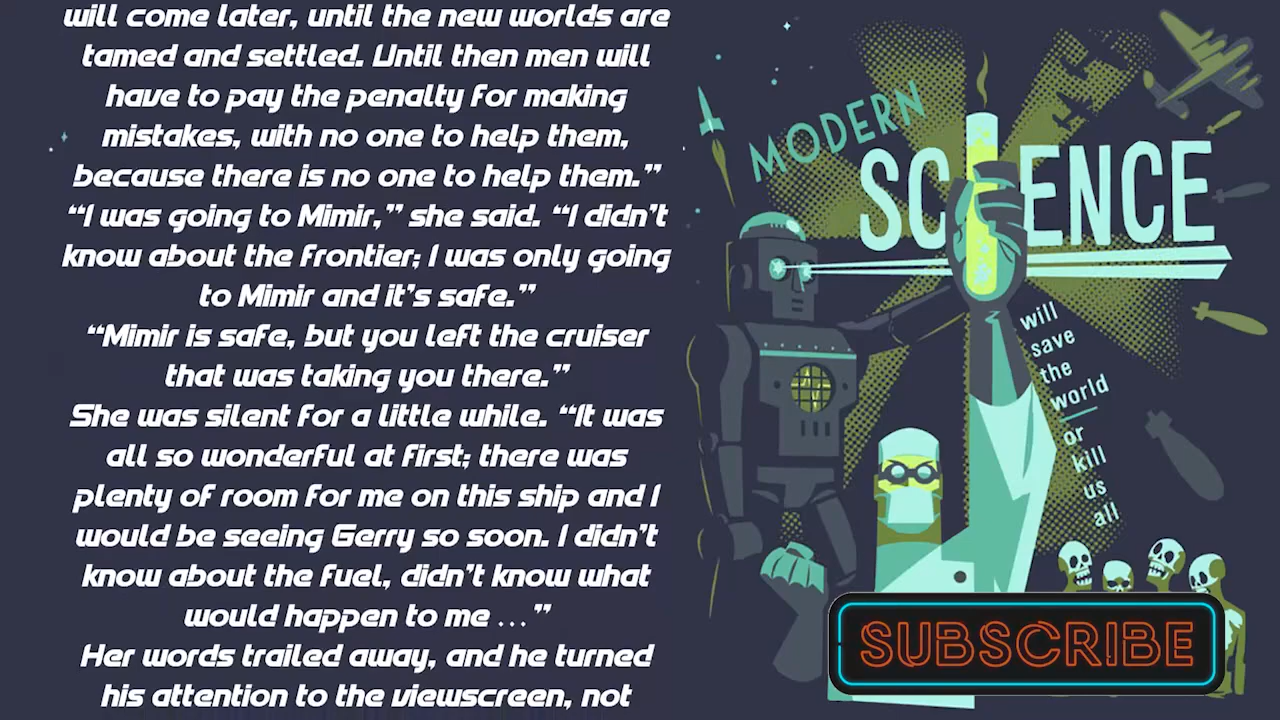 will come later, until the new worlds are
tamed and settled. Until then men will
have to pay the penalty for making
mistakes, with no one to help them,
because there is no one to help them.”
“I was going to Mimir,” she said. “I didn’t
know about the frontier; I was only going
to Mimir and it’s safe.”
“Mimir is safe, but you left the cruiser
that was taking you there.”
She was silent for a little while. “It was
all so wonderful at first; there was
plenty of room for me on this ship and I
would be seeing Gerry so soon. I didn’t
know about the fuel, didn’t know what
would happen to me …”
Her words trailed away, and he turned
his attention to the viewscreen, not
MODERN
SCIENCE
will
save
the
world
or
kill
us
all
SUBSCRIBE